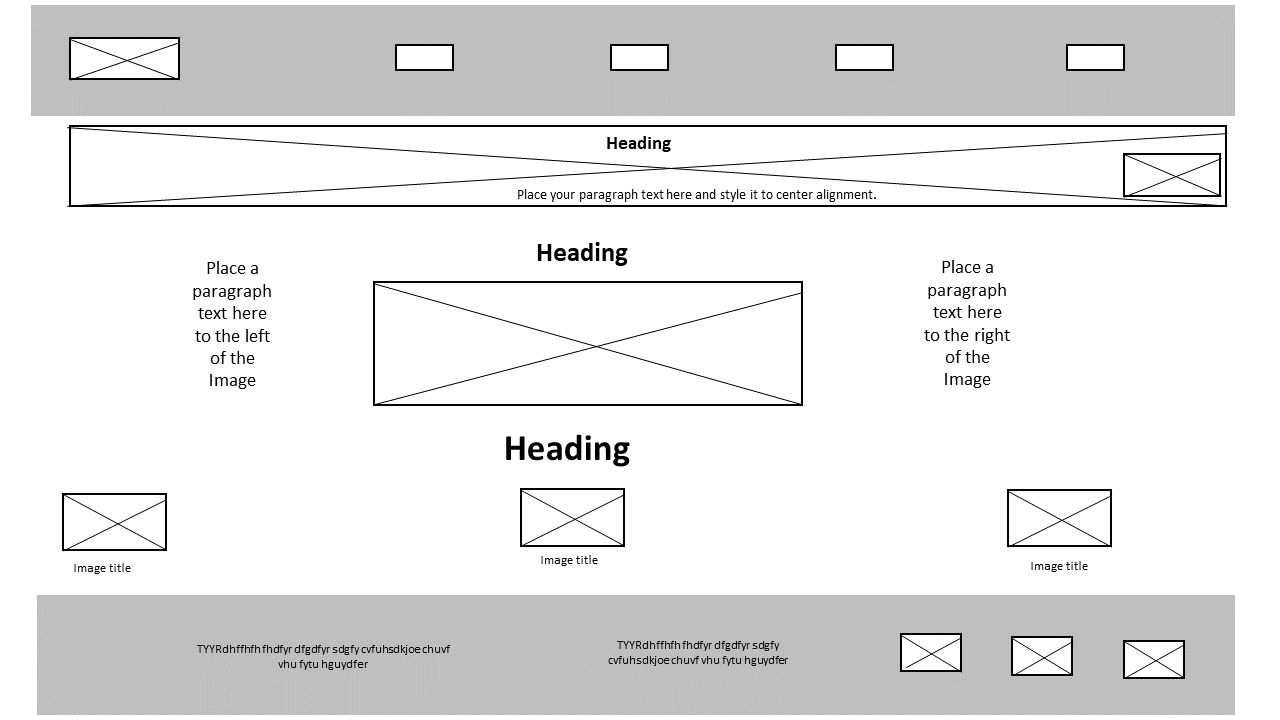 Heading
Place your paragraph text here and style it to center alignment.
Heading
Place a
paragraph
text here
to the left
of the
Image
Place a
paragraph
text here
to the right
of the
Image
Heading
Image title
Image title
Image title
TYYRdhffhfh fhdfyr dfgdfyr sdgfy cvfuhsdkjoe chuvf
vhu fytu hguydfer
TYYRdhffhfh fhdfyr dfgdfyr sdgfy
cvfuhsdkjoe chuvf vhu fytu hguydfer